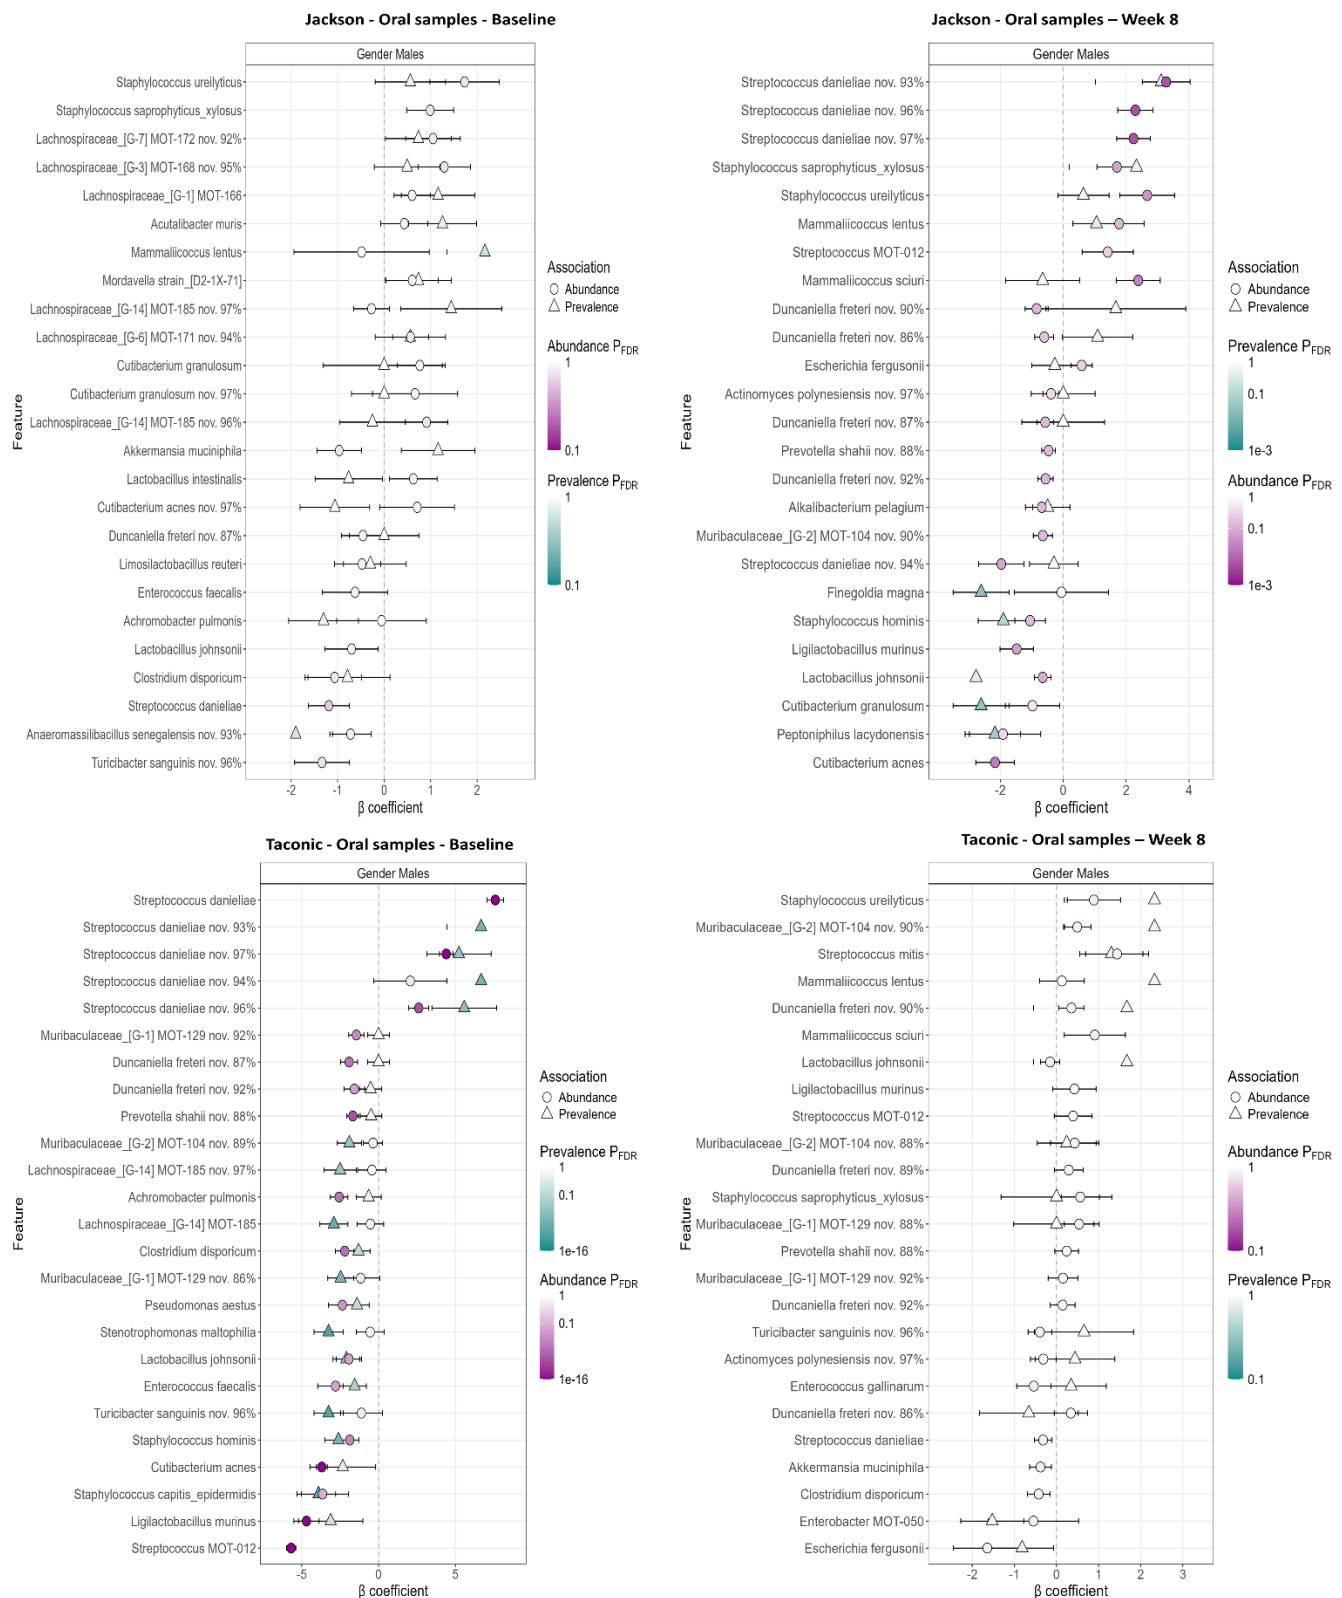 Jackson - Oral samples - Baseline
Gender Males
Staphylococcus ureilyticus
Staphylococcus saprophyticus_xylosus
Lachnospiraceae_[G-7] MOT-172 nov. 92%
Lachnospiraceae_[G-3] MOT-168 nov. 95%
Lachnospiraceae_[G-1] MOT-166
Acutalibacter muris
Mammaliicoccus lentus
Mordavella strain_[D2-1X-71]
Lachnospiraceae_[G-14] MOT-185 nov. 97%
Lachnospiraceae_[G-6] MOT-171 nov. 94%
Cutibacterium granulosum
Cutibacterium granulosum nov. 97%
Lachnospiraceae_[G-14] MOT-185 nov. 96%
Akkermansia muciniphila
Lactobacillus intestinalis
Cutibacterium acnes nov. 97%
Duncaniella freteri nov. 87%
Limosilactobacillus reuteri
Enterococcus faecalis
Achromobacter pulmonis
Lactobacillus johnsonii
Clostridium disporicum
Streptococcus danieliae
Anaeromassilibacillus senegalensis nov. 93%
Turicibacter sanguinis nov. 96%
Feature
-2 -1 0 1 2
β coefficient
Association
Abundance
Prevalence
Abundance PFDR
1
0.1
Prevalence PFDR
1
0.1
Jackson - Oral samples – Week 8
Gender Males
Streptococcus danieliae nov. 93%
Streptococcus danieliae nov. 96%
Streptococcus danieliae nov. 97%
Staphylococcus saprophyticus_xylosus
Staphylococcus ureilyticus
Mammaliicoccus lentus
Streptococcus MOT-012
Mammaliicoccus sciuri
Duncaniella freteri nov. 90%
Duncaniella freteri nov. 86%
Escherichia fergusonii
Actinomyces polynesiensis nov. 97%
Duncaniella freteri nov. 87%
Prevotella shahii nov. 88%
Duncaniella freteri nov. 92%
Alkalibacterium pelagium
Muribaculaceae_[G-2] MOT-104 nov. 90%
Streptococcus danieliae nov. 94%
Finegoldia magna
Staphylococcus hominis
Ligilactobacillus murinus
Lactobacillus johnsonii
Cutibacterium granulosum
Peptoniphilus lacydonensis
Cutibacterium acnes
Feature
-2 0 2 4
β coefficient
Association
Abundance
Prevalence
Prevalence PFDR
1
0.1
1e-3
Abundance PFDR
1
0.1
1e-3
Taconic - Oral samples - Baseline
Gender Males
Streptococcus danieliae
Streptococcus danieliae nov. 93%
Streptococcus danieliae nov. 97%
Streptococcus danieliae nov. 94%
Streptococcus danieliae nov. 96%
Muribaculaceae_[G-1] MOT-129 nov. 92%
Duncaniella freteri nov. 87%
Duncaniella freteri nov. 92%
Prevotella shahii nov. 88%
Muribaculaceae_[G-2] MOT-104 nov. 89%
Lachnospiraceae_[G-14] MOT-185 nov. 97%
Achromobacter pulmonis
Lachnospiraceae_[G-14] MOT-185
Clostridium disporicum
Muribaculaceae_[G-1] MOT-129 nov. 86%
Pseudomonas aestus
Stenotrophomonas maltophilia
Lactobacillus johnsonii
Enterococcus faecalis
Turicibacter sanguinis nov. 96%
Staphylococcus hominis
Cutibacterium acnes
Staphylococcus capitis_epidermidis
Ligilactobacillus murinus
Streptococcus MOT-012
Feature
-5 0 5
β coefficient
Association
Abundance
Prevalence
Prevalence PFDR
1
0.1
1e-16
Abundance PFDR
1
0.1
1e-16
Taconic - Oral samples – Week 8
Gender Males
Staphylococcus ureilyticus
Muribaculaceae_[G-2] MOT-104 nov. 90%
Streptococcus mitis
Mammaliicoccus lentus
Duncaniella freteri nov. 90%
Mammaliicoccus sciuri
Lactobacillus johnsonii
Ligilactobacillus murinus
Streptococcus MOT-012
Muribaculaceae_[G-2] MOT-104 nov. 88%
Duncaniella freteri nov. 89%
Staphylococcus saprophyticus_xylosus
Muribaculaceae_[G-1] MOT-129 nov. 88%
Prevotella shahii nov. 88%
Muribaculaceae_[G-1] MOT-129 nov. 92%
Duncaniella freteri nov. 92%
Turicibacter sanguinis nov. 96%
Actinomyces polynesiensis nov. 97%
Enterococcus gallinarum
Duncaniella freteri nov. 86%
Streptococcus danieliae
Akkermansia muciniphila
Clostridium disporicum
Enterobacter MOT-050
Escherichia fergusonii
Feature
-2 -1 0 1 2 3
β coefficient
Association
Abundance
Prevalence
Abundance PFDR
1
0.1
Prevalence PFDR
1
0.1